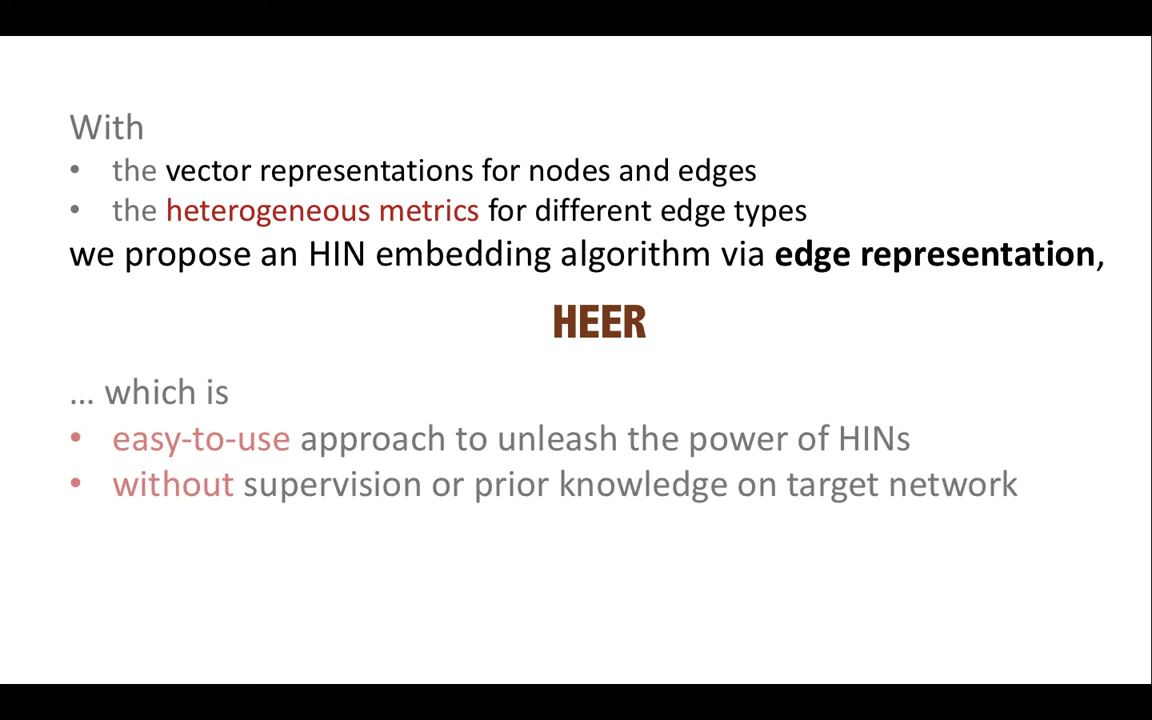 With
• the vector representations for nodes and edges
• the heterogeneous metrics for different edge types
we propose an HIN embedding algorithm via edge representation,
HEER
... which is
• easy-to-use approach to unleash the power of HINs
• without supervision or prior knowledge on target network